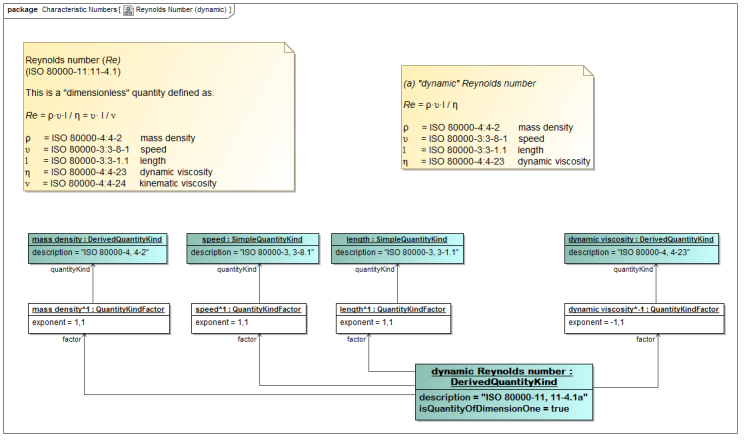 package Characteristic Numbers [ Reynolds Number (dynamic) ]
Reynolds number (Re)
(ISO 80000-11:11-4.1)
This is a "dimensionless" quantity defined as:
Re = ρ·υ·l / η = υ· l / ν
ρ = ISO 80000-4:4-2 mass density
υ = ISO 80000-3:3-8-1 speed
l = ISO 80000-3:3-1.1 length
η = ISO 80000-4:4-23 dynamic viscosity
ν = ISO 80000-4:4-24 kinematic viscosity
(a) "dynamic" Reynolds number
Re = ρ·υ·l / η
ρ = ISO 80000-4:4-2 mass density
υ = ISO 80000-3:3-8-1 speed
l = ISO 80000-3:3-1.1 length
η = ISO 80000-4:4-23 dynamic viscosity
mass density : DerivedQuantityKind
description = "ISO 80000-4, 4-2"
speed : SimpleQuantityKind
description = "ISO 80000-3, 3-8.1"
length : SimpleQuantityKind
description = "ISO 80000-3, 3-1.1"
dynamic viscosity : DerivedQuantityKind
description = "ISO 80000-4, 4-23"
quantityKind
quantityKind
quantityKind
quantityKind
mass density^1 : QuantityKindFactor
exponent = 1,1
speed^1 : QuantityKindFactor
exponent = 1,1
length^1 : QuantityKindFactor
exponent = 1,1
dynamic viscosity^-1 : QuantityKindFactor
exponent = -1,1
factor
factor
factor
factor
dynamic Reynolds number :
DerivedQuantityKind
description = "ISO 80000-11, 11-4.1a"
isQuantityOfDimensionOne = true